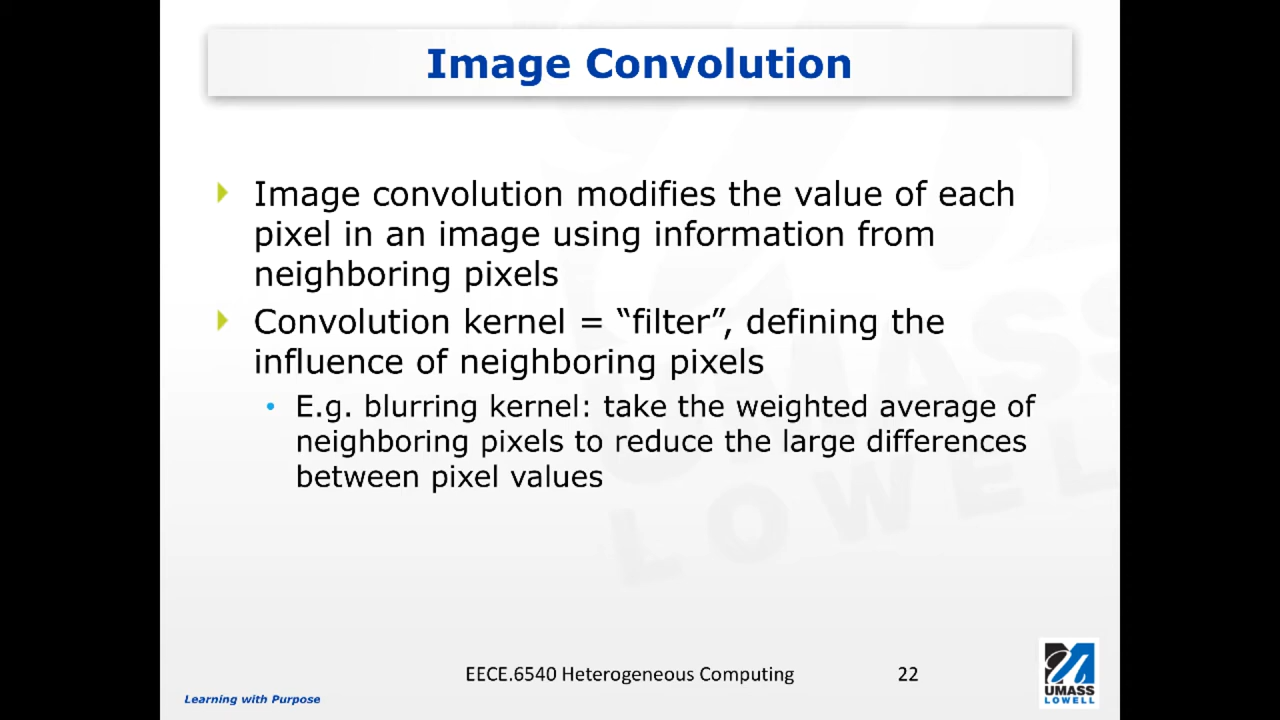 Image Convolution
Image convolution modifies the value of each
pixel in an image using information from
neighboring pixels
Convolution kernel = “filter”, defining the
influence of neighboring pixels
• E.g. blurring kernel: take the weighted average of
neighboring pixels to reduce the large differences
between pixel values
UMASS
LOWELL
EECE.6540 Heterogeneous Computing
22
Learning with Purpose
UMASS
LOWELL